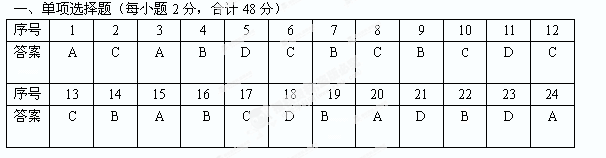 一、单项选择题（每小题 2 分，合计 48 分）
序号 1 2 3 4 5 6 7 8 9 10 11 12
答案 A C A B D C B C B C D C
序号 13 14 15 16 17 18 19 20 21 22 23 24
答案 C B A B C D B A D B D A